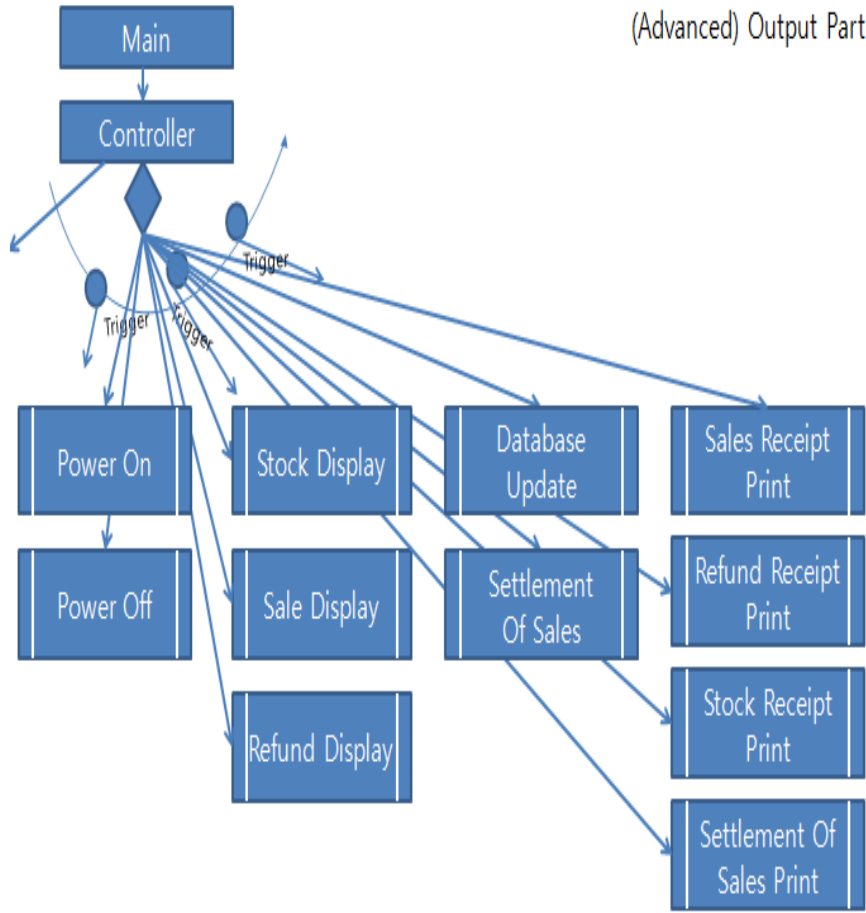 (Advanced) Output Part
Main
Controller
Trigger
Trigger
Trigger
Power On
Stock Display
Database
Update
Sales Receipt
Print
Power Off
Sale Display
Settlement
Of Sales
Refund Receipt
Print
Refund Display
Stock Receipt
Print
Settlement Of
Sales Print